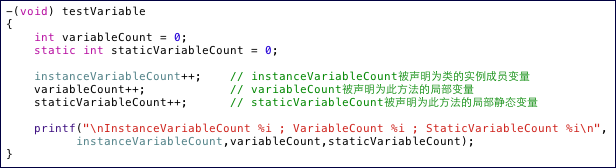 -(void) testVariable
{
    int variableCount = 0;
    static int staticVariableCount = 0;

    instanceVariableCount++;    // instanceVariableCount被声明为类的实例成员变量
    variableCount++;            // variableCount被声明为此方法的局部变量
    staticVariableCount++;      // staticVariableCount被声明为此方法的局部静态变量

    printf("\nInstanceVariableCount %i ; VariableCount %i ; StaticVariableCount %i\n",
          instanceVariableCount,variableCount,staticVariableCount);
}